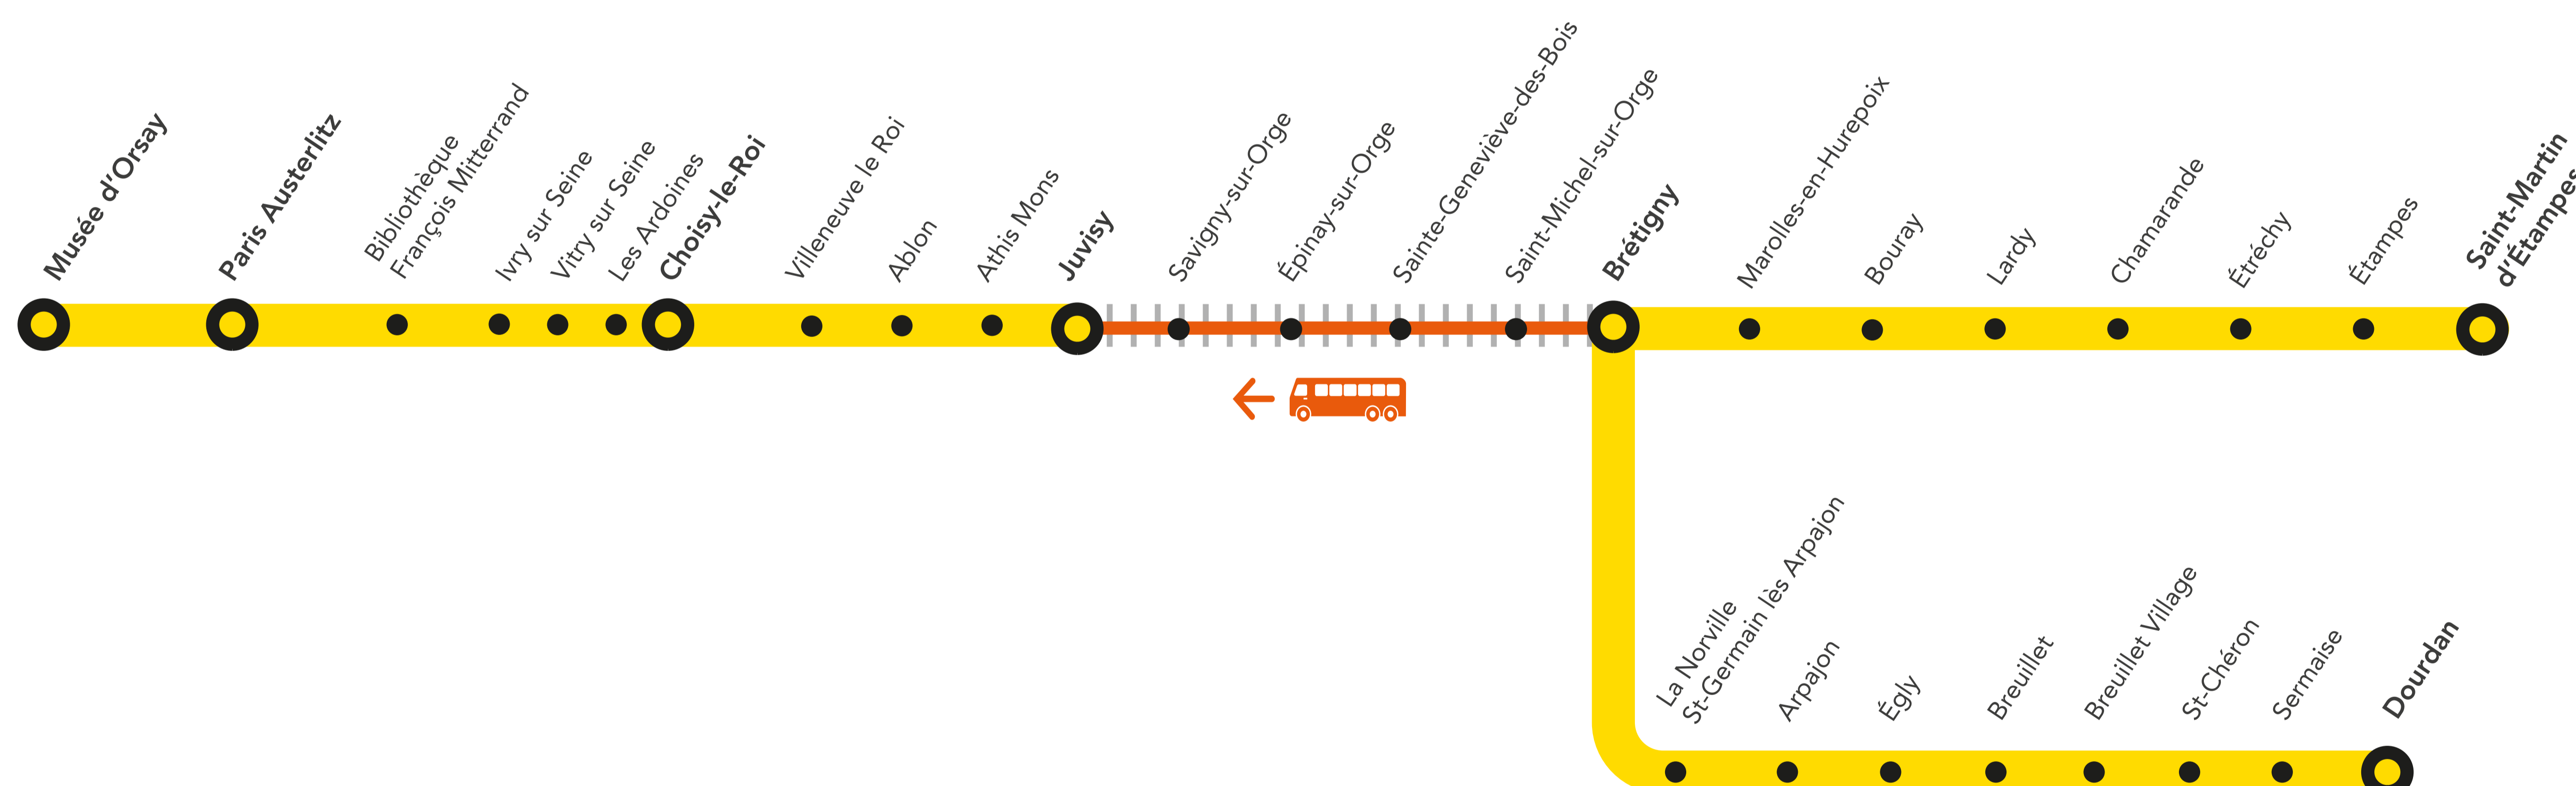 Musée d'Orsay
Paris Austerlitz
Bibliothèque
François Mitterrand
Ivry sur Seine
Vitry sur Seine
Les Ardoines
Choisy-le-Roi
Villeneuve le Roi
Ablon
Athis Mons
Juvisy
Savigny-sur-Orge
Épinay-sur-Orge
Sainte-Geneviève-des-Bois
Saint-Michel-sur-Orge
Brétigny
Marolles-en-Hurepoix
Bouray
Lardy
Chamarande
Étréchy
Étampes
Saint-Martin
d'Étampes
La Norville
St-Germain lès Arpajon
Arpajon
Égly
Breuillet
Breuillet Village
St-Chéron
Sermaise
Dourdan